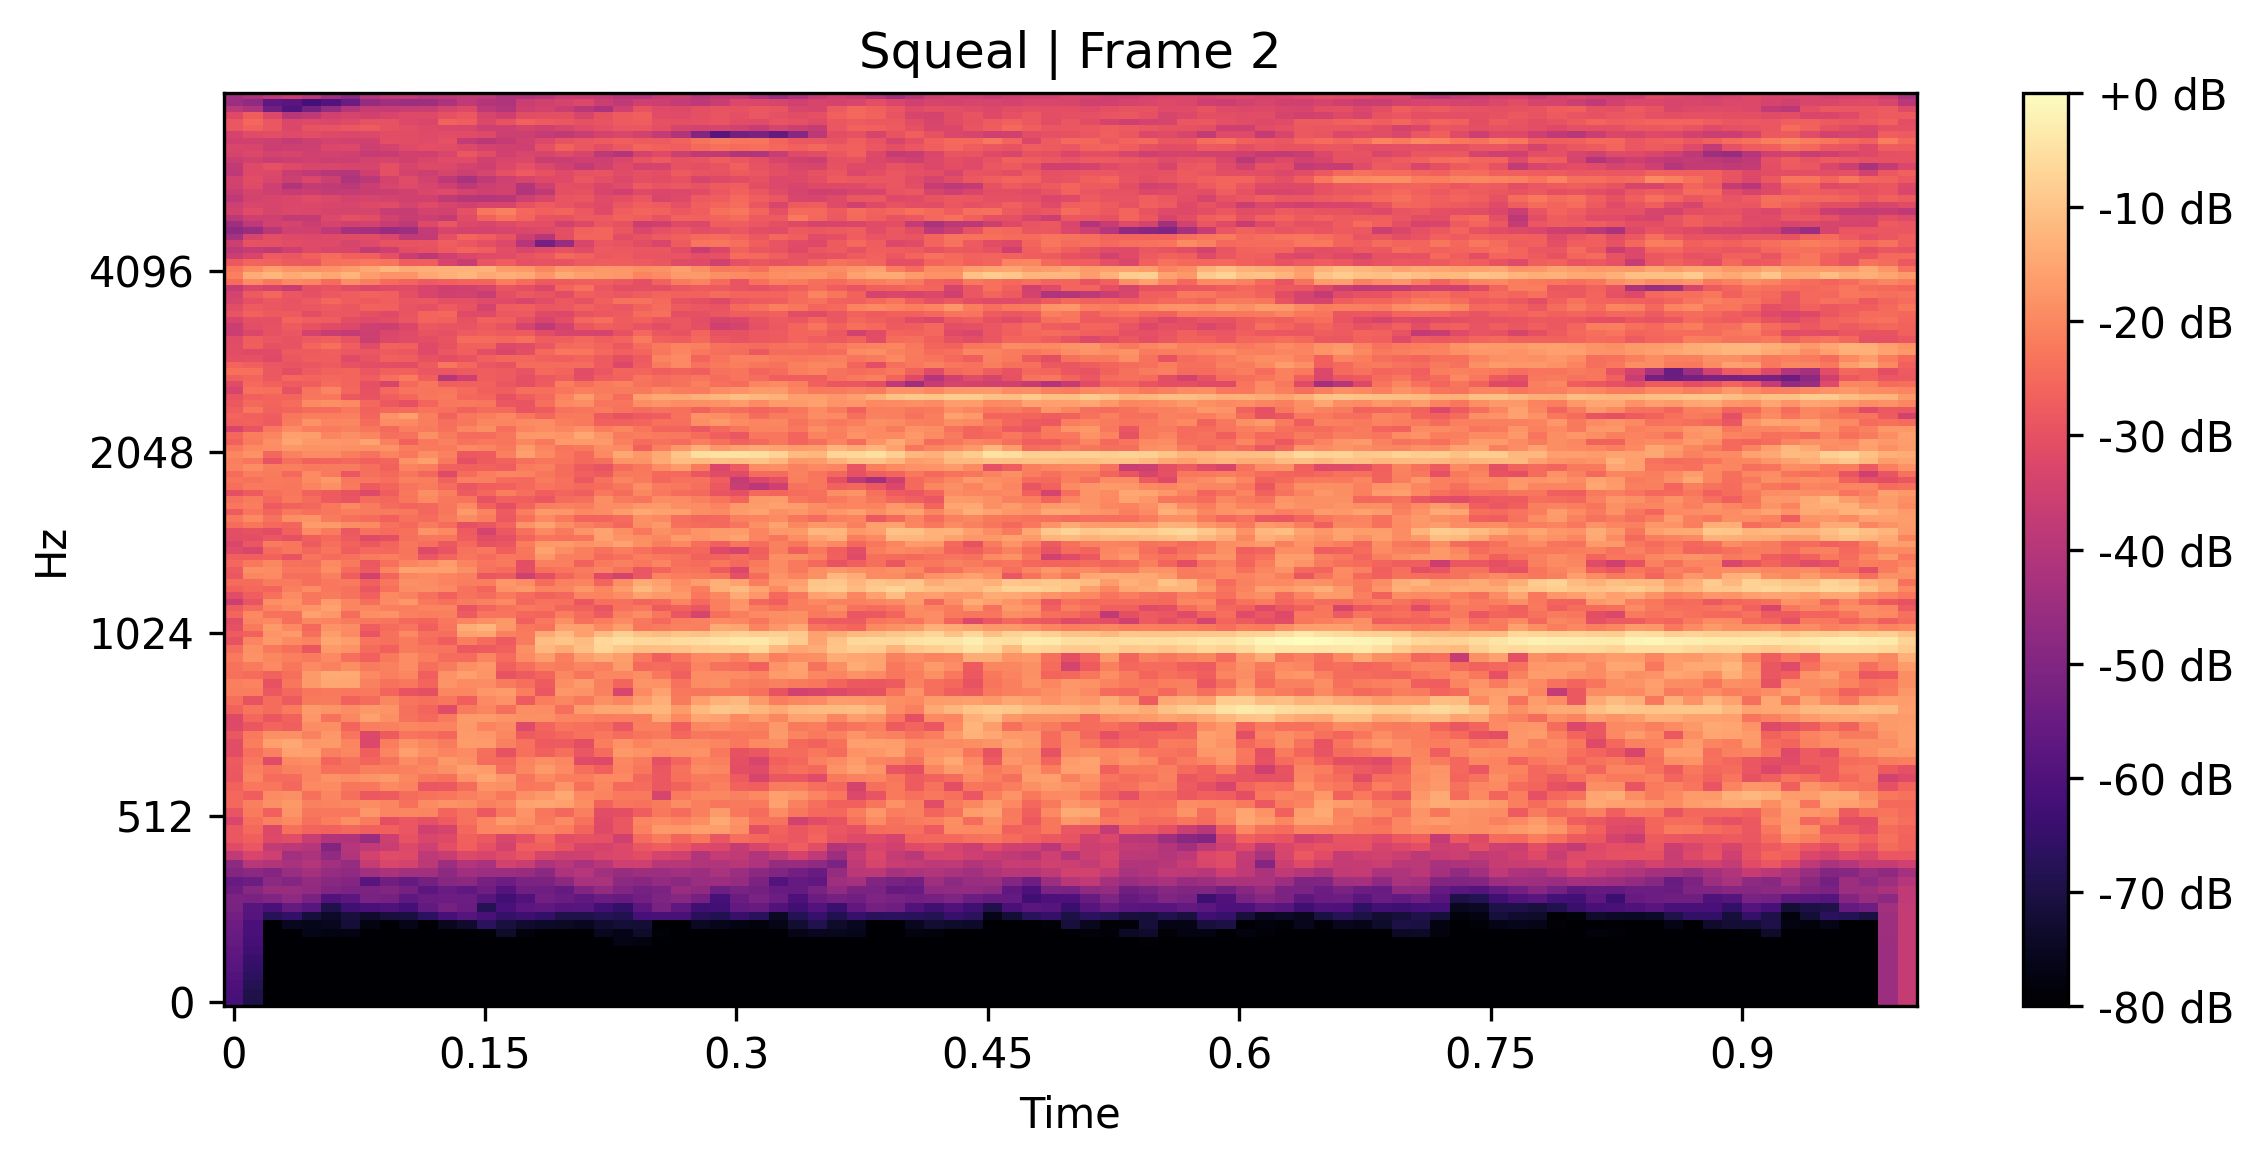 Squeal | Frame 2
+0 dB
-10 dB
4096
-20 dB
-30 dB
2048
-40 dB
Hz
1024
-50 dB
-60 dB
512
-70 dB
0
-80 dB
0 0.15 0.3 0.45 0.6 0.75 0.9
Time